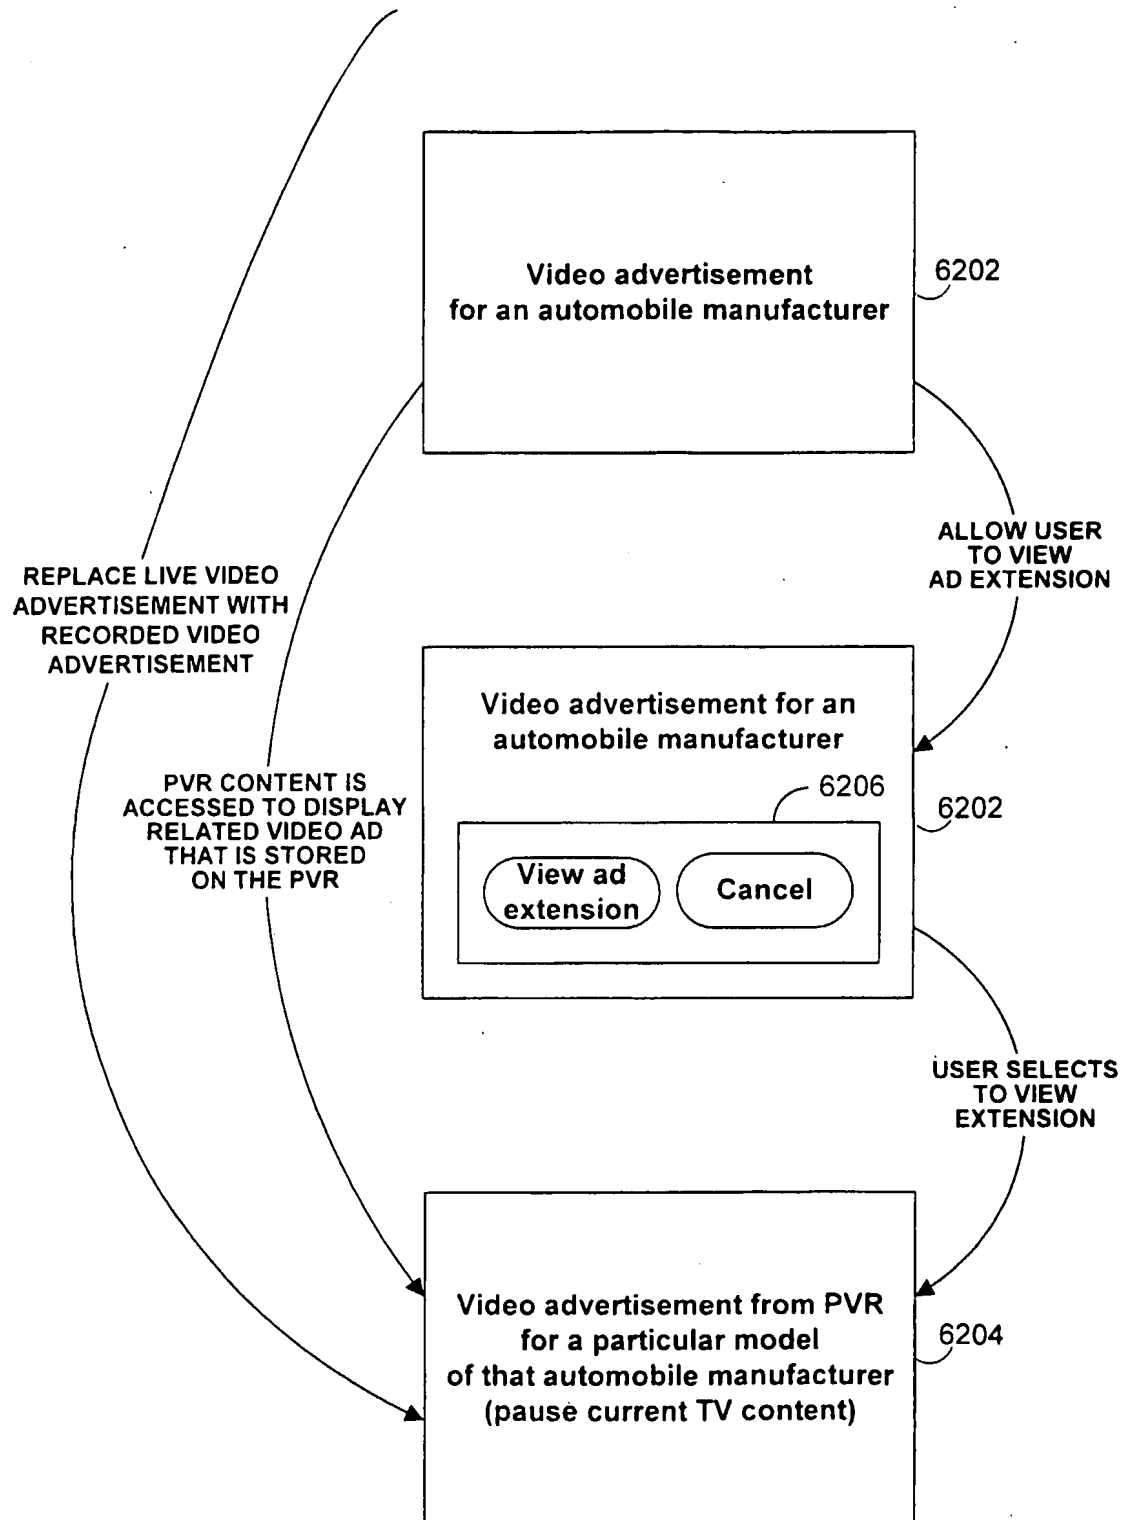 Video advertisement
for an automobile manufacturer
6202
ALLOW USER
TO VIEW
AD EXTENSION
REPLACE LIVE VIDEO
ADVERTISEMENT WITH
RECORDED VIDEO
ADVERTISEMENT
Video advertisement for an
automobile manufacturer
6206
6202
PVR CONTENT IS
ACCESSED TO DISPLAY
RELATED VIDEO AD
THAT IS STORED
ON THE PVR
View ad
extension
Cancel
USER SELECTS
TO VIEW
EXTENSION
Video advertisement from PVR
for a particular model
of that automobile manufacturer
(pause current TV content)
6204